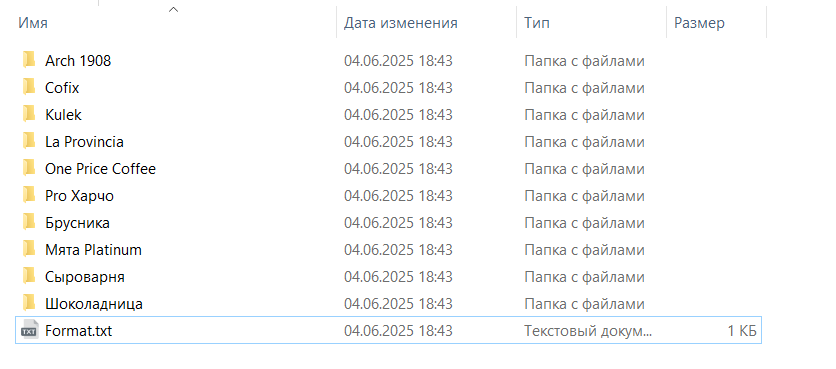 Имя Дата изменения Тип Размер
Arch 1908 04.06.2025 18:43 Папка с файлами
Cofix 04.06.2025 18:43 Папка с файлами
Kulek 04.06.2025 18:43 Папка с файлами
La Provincia 04.06.2025 18:43 Папка с файлами
One Price Coffee 04.06.2025 18:43 Папка с файлами
Pro Харчо 04.06.2025 18:43 Папка с файлами
Брусника 04.06.2025 18:43 Папка с файлами
Мята Platinum 04.06.2025 18:43 Папка с файлами
Сыроварня 04.06.2025 18:43 Папка с файлами
Шоколадница 04.06.2025 18:43 Папка с файлами
TXT Format.txt 04.06.2025 18:43 Текстовый докум... 1 КБ